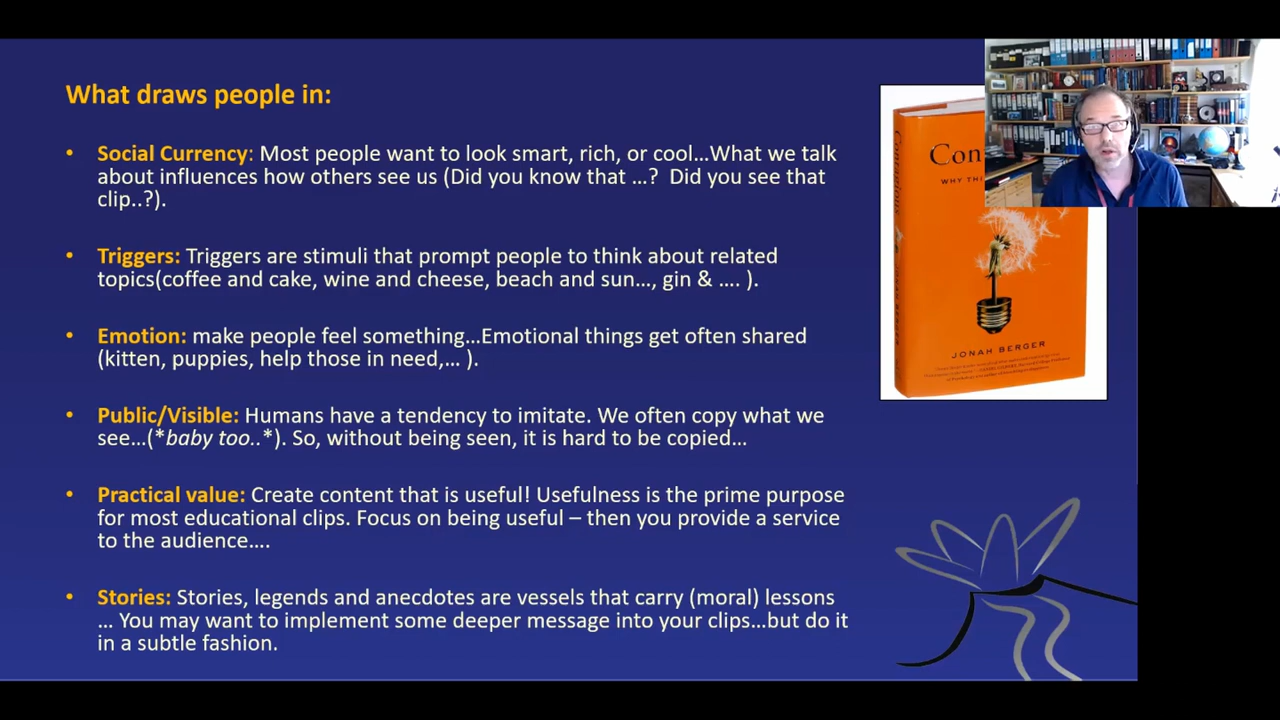 What draws people in:
• Social Currency: Most people want to look smart, rich, or cool…What we talk
about influences how others see us (Did you know that …?  Did you see that
clip..?).
• Triggers: Triggers are stimuli that prompt people to think about related
topics(coffee and cake, wine and cheese, beach and sun…, gin & …. ).
• Emotion: make people feel something…Emotional things get often shared
(kitten, puppies, help those in need,… ).
• Public/Visible: Humans have a tendency to imitate. We often copy what we
see…(*baby too..*). So, without being seen, it is hard to be copied…
• Practical value: Create content that is useful! Usefulness is the prime purpose
for most educational clips. Focus on being useful – then you provide a service
to the audience….
• Stories: Stories, legends and anecdotes are vessels that carry (moral) lessons
… You may want to implement some deeper message into your clips…but do it
in a subtle fashion.
Con
WHY THI
Contagious
JONAH BERGER
JONAH BERGER